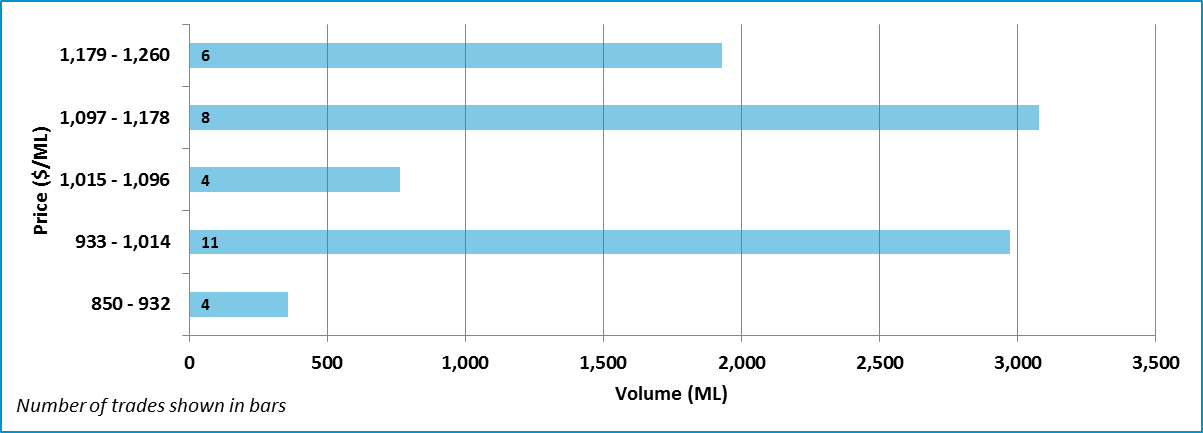 1,179 - 1,260
6
1,097 - 1,178
8
1,015 - 1,096
4
933 - 1,014
11
850 - 932
4
Price ($/ML)
0 500 1,000 1,500 2,000 2,500 3,000 3,500
Volume (ML)
Number of trades shown in bars